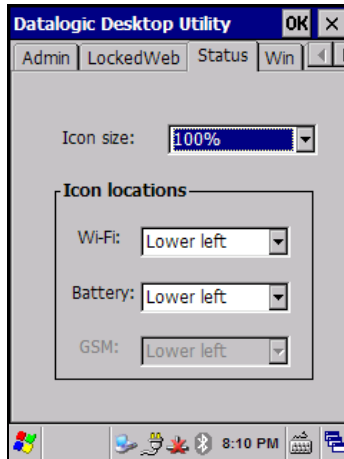 Datalogic Desktop Utility OK
Admin LockedWeb Status Win
Icon size: 100%
Icon locations
Wi-Fi: Lower left
Battery: Lower left
GSM: Lower left
8:10 PM